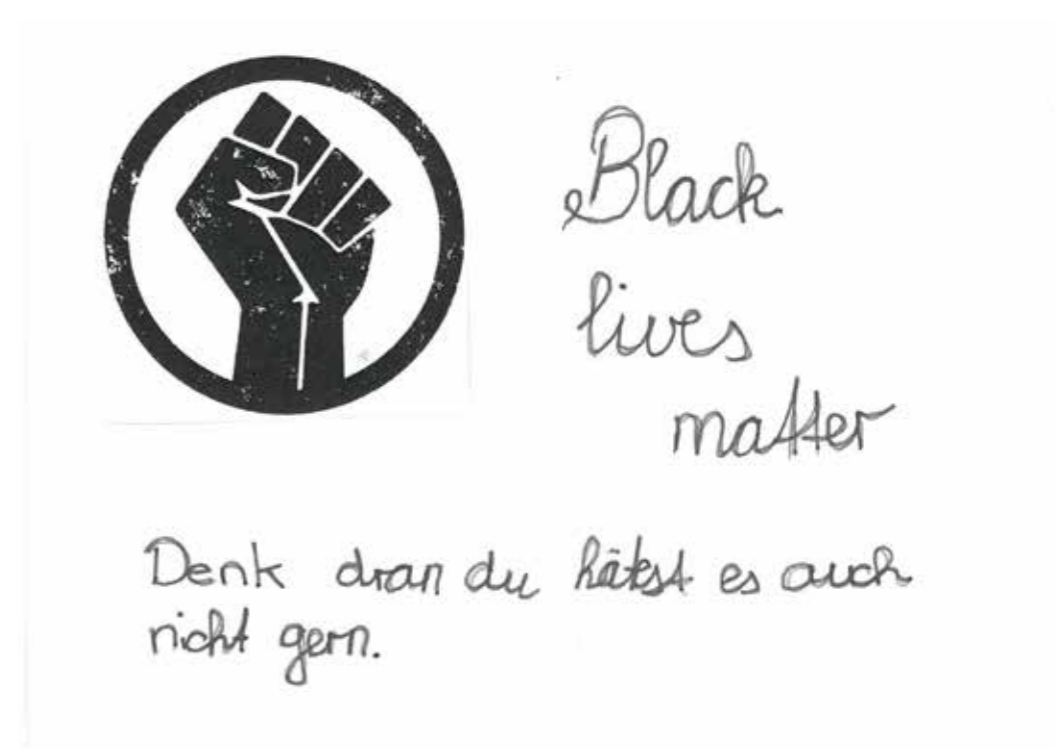 Black
lives
matter
Denk dran du hätst es auch
nicht gern.